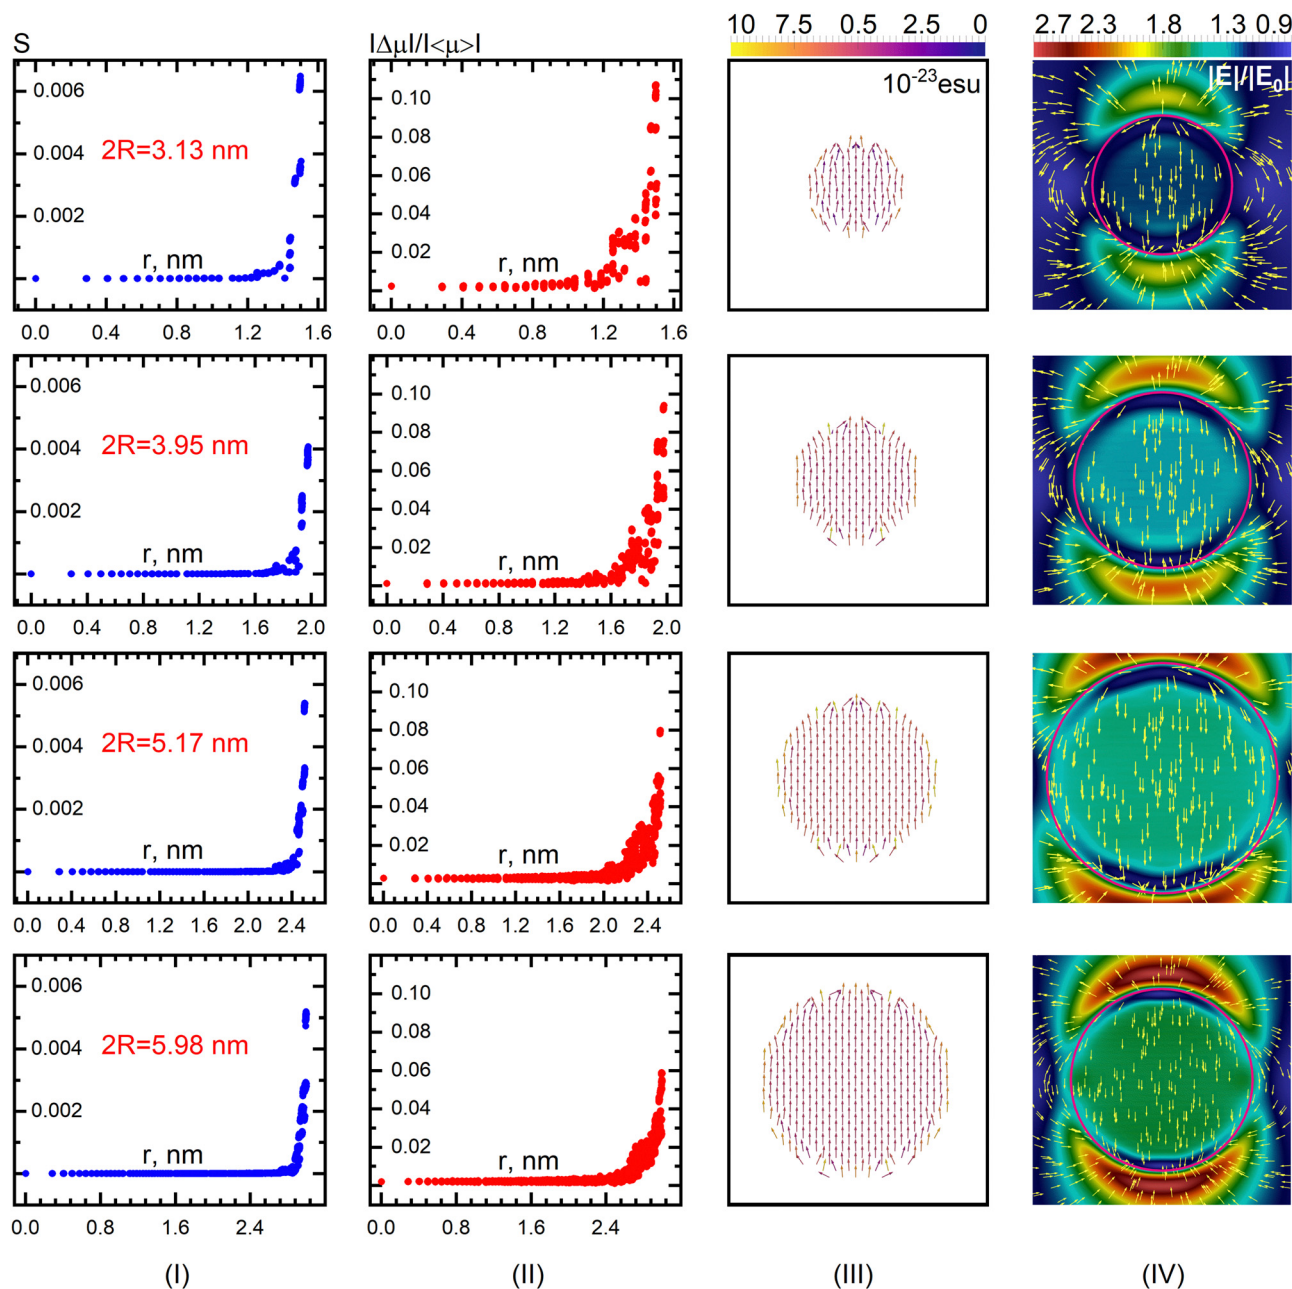 10 7.5 0.5 2.5 0
2.7 2.3 1.8 1.3 0.9
S
|Δμ|/|<μ>|
0.006
0.004
0.002
2R=3.13 nm
r, nm
0.0 0.4 0.8 1.2 1.6
0.10
0.08
0.06
0.04
0.02
r, nm
0.0 0.4 0.8 1.2 1.6
10⁻²³esu
|E|/|E₀|
0.006
0.004
0.002
2R=3.95 nm
r, nm
0.0 0.4 0.8 1.2 1.6 2.0
0.10
0.08
0.06
0.04
0.02
r, nm
0.0 0.4 0.8 1.2 1.6 2.0
0.006
0.004
0.002
2R=5.17 nm
r, nm
0.0 0.4 0.8 1.2 1.6 2.0 2.4
0.10
0.08
0.06
0.04
0.02
r, nm
0.0 0.4 0.8 1.2 1.6 2.0 2.4
0.006
0.004
0.002
2R=5.98 nm
r, nm
0.0 0.8 1.6 2.4
0.10
0.08
0.06
0.04
0.02
r, nm
0.0 0.8 1.6 2.4
(I) (II) (III) (IV)